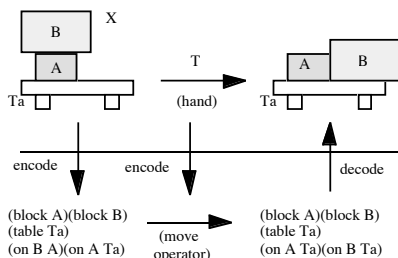 X
B
A
Ta
T
(hand)
A
B
Ta
encode
encode
decode
(block A)(block B)
(table Ta)
(on B A)(on A Ta)
(move
operator)
(block A)(block B)
(table Ta)
(on A Ta)(on B Ta)